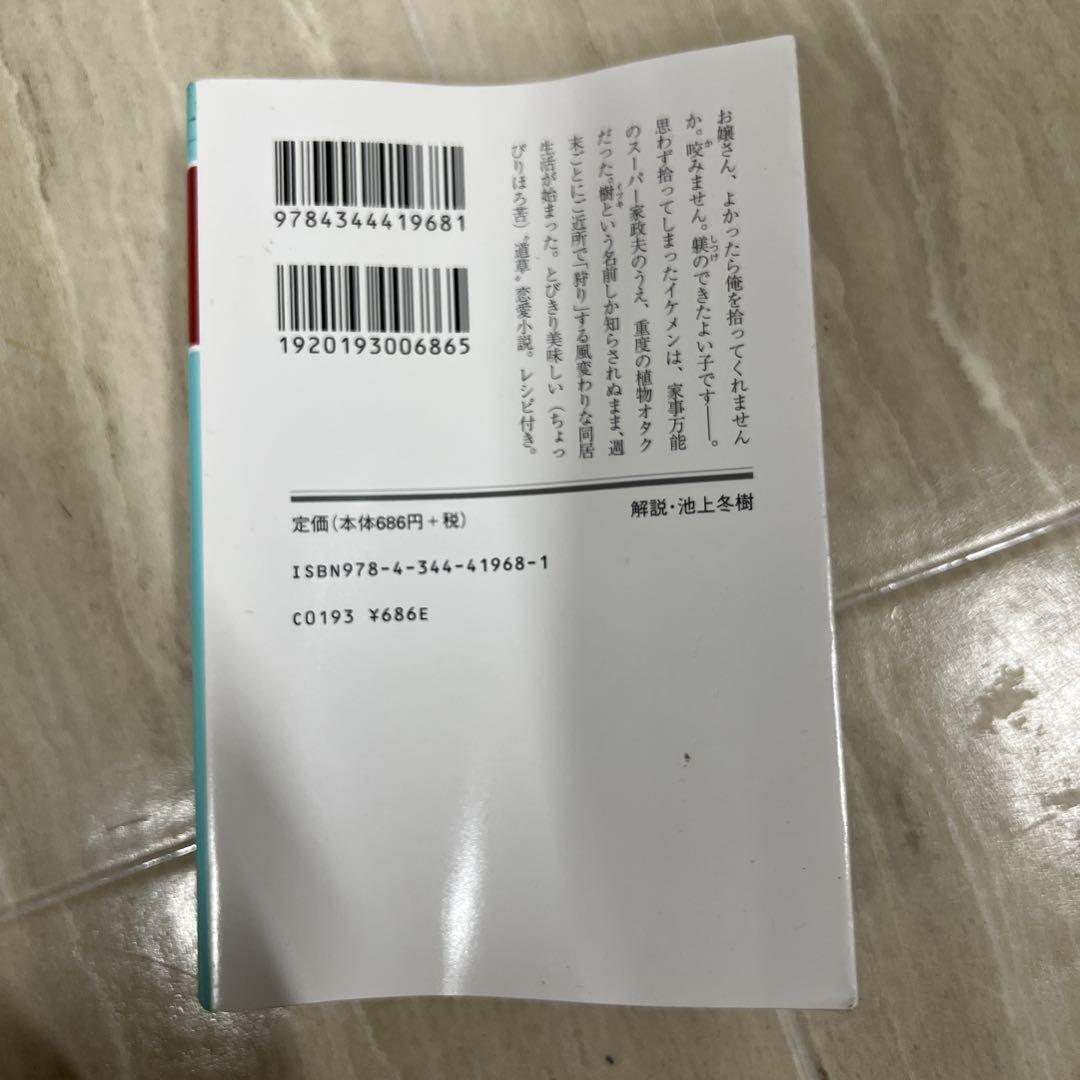 お嬢さん、よかったら俺を拾ってくれません
か。咬みません。躾のできたよい子です――。
思わず拾ってしまったイケメンは、家事万能
のスーパー家政夫のうえ、重度の植物オタク
だった。樹という名前しか知らされぬまま、週
末ごとにご近所で「狩り」する風変わりな同居
生活が始まった。とびきり美味しい（ちょっ
ぴりほろ苦）〝道草〟恋愛小説。レシピ付き。
か
しつけ
イツキ
9784344419681
1920193006865
解説・池上冬樹
定価（本体686円＋税）
ISBN978-4-344-41968-1
C0193 ¥686E